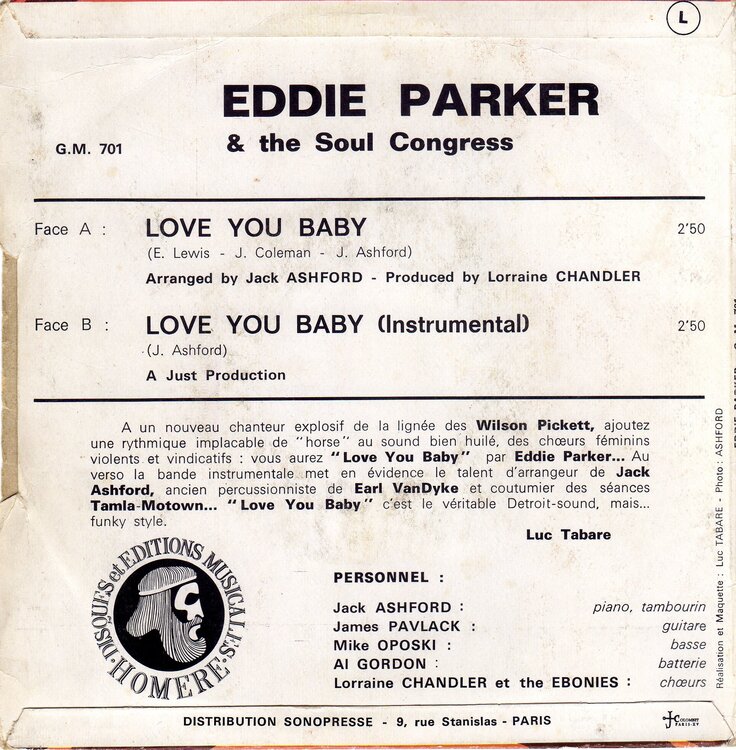 L
EDDIE PARKER
& the Soul Congress
G.M. 701
Face A : LOVE YOU BABY 2'50
(E. Lewis - J. Coleman - J. Ashford)
Arranged by Jack ASHFORD - Produced by Lorraine CHANDLER
Face B : LOVE YOU BABY (Instrumental) 2'50
(J. Ashford)
A Just Production
A un nouveau chanteur explosif de la lignée des Wilson Pickett, ajoutez
une rythmique implacable de "horse" au sound bien huilé, des chœurs féminins
violents et vindicatifs : vous aurez "Love You Baby" par Eddie Parker... Au
verso la bande instrumentale met en évidence le talent d'arrangeur de Jack
Ashford, ancien percussionniste de Earl VanDyke et coutumier des séances
Tamla-Motown... "Love You Baby" c'est le véritable Detroit-sound, mais...
funky style.
Luc Tabare
DISQUES et EDITIONS MUSICALES
HOMERE
PERSONNEL :
Jack ASHFORD : piano, tambourin
James PAVLACK : guitare
Mike OPOSKI : basse
Al GORDON : batterie
Lorraine CHANDLER et the EBONIES : chœurs
DISTRIBUTION SONOPRESSE - 9, rue Stanislas - PARIS
Réalisation et Maquette : Luc TABARE - Photo : ASHFORD
EDDIE PARKER G M 701
J COLOMBET
PARIS-XV